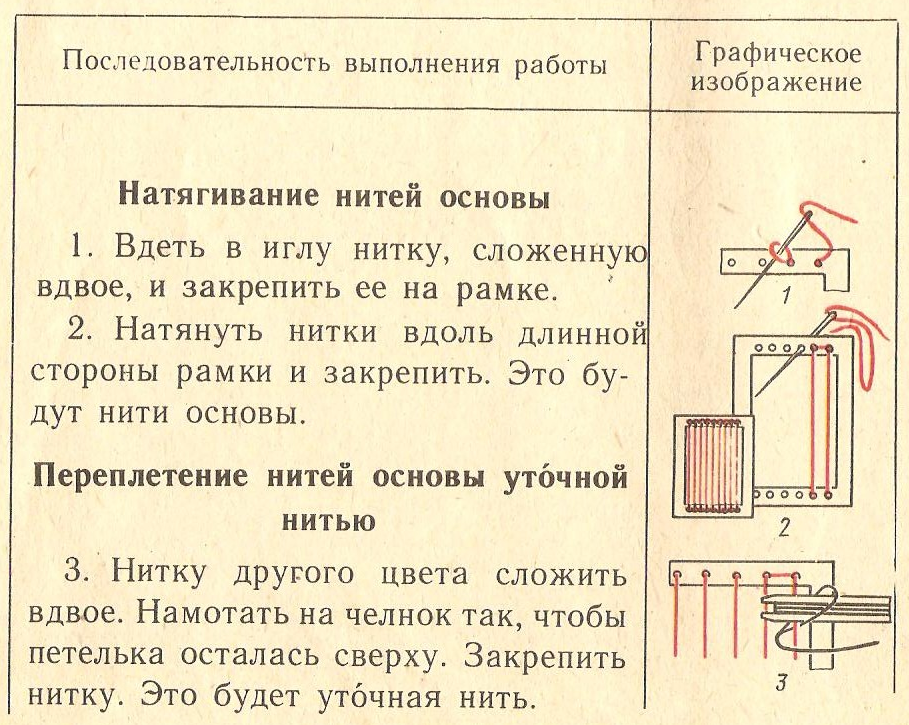 Последовательность выполнения работы
Графическое
изображение
Натягивание нитей основы
1. Вдеть в иглу нитку, сложенную
вдвое, и закрепить ее на рамке.
2. Натянуть нитки вдоль длинной
стороны рамки и закрепить. Это бу-
дут нити основы.
1
2
Переплетение нитей основы уто́чной
нитью
3. Нитку другого цвета сложить
вдвое. Намотать на челнок так, чтобы
петелька осталась сверху. Закрепить
нитку. Это будет уто́чная нить.
3